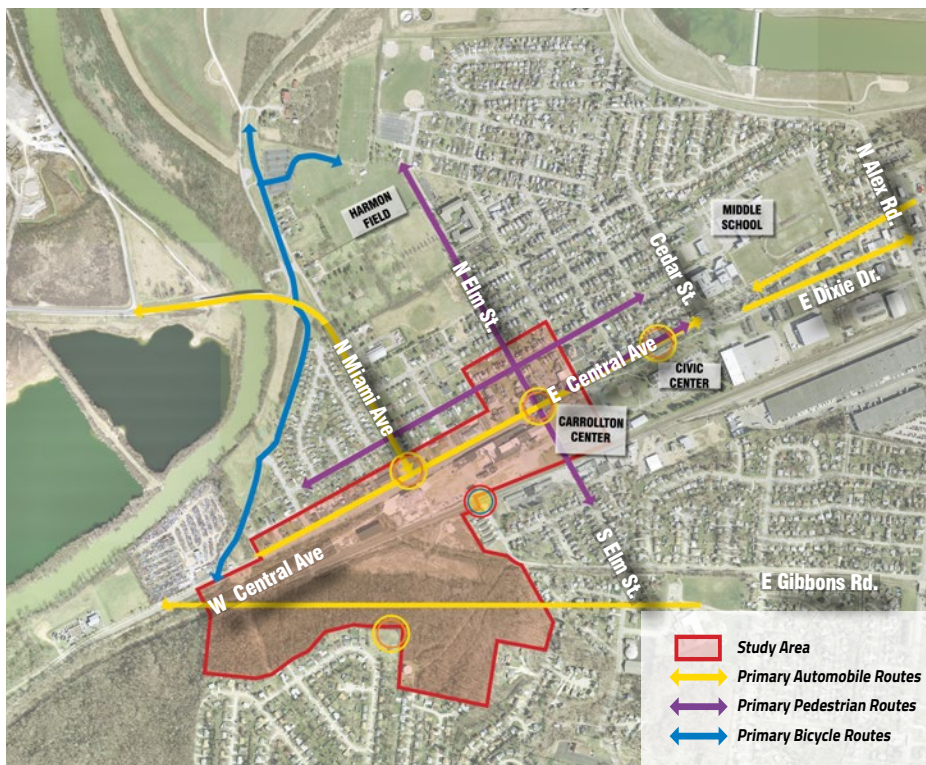 N Alex Rd.
MIDDLE
SCHOOL
HARMON
FIELD
Cedar St.
N Elm St.
E Dixie Dr.
N Miami Ave
E Central Ave
CIVIC
CENTER
CARROLLTON
CENTER
W Central Ave
S Elm St.
E Gibbons Rd.
Study Area
Primary Automobile Routes
Primary Pedestrian Routes
Primary Bicycle Routes